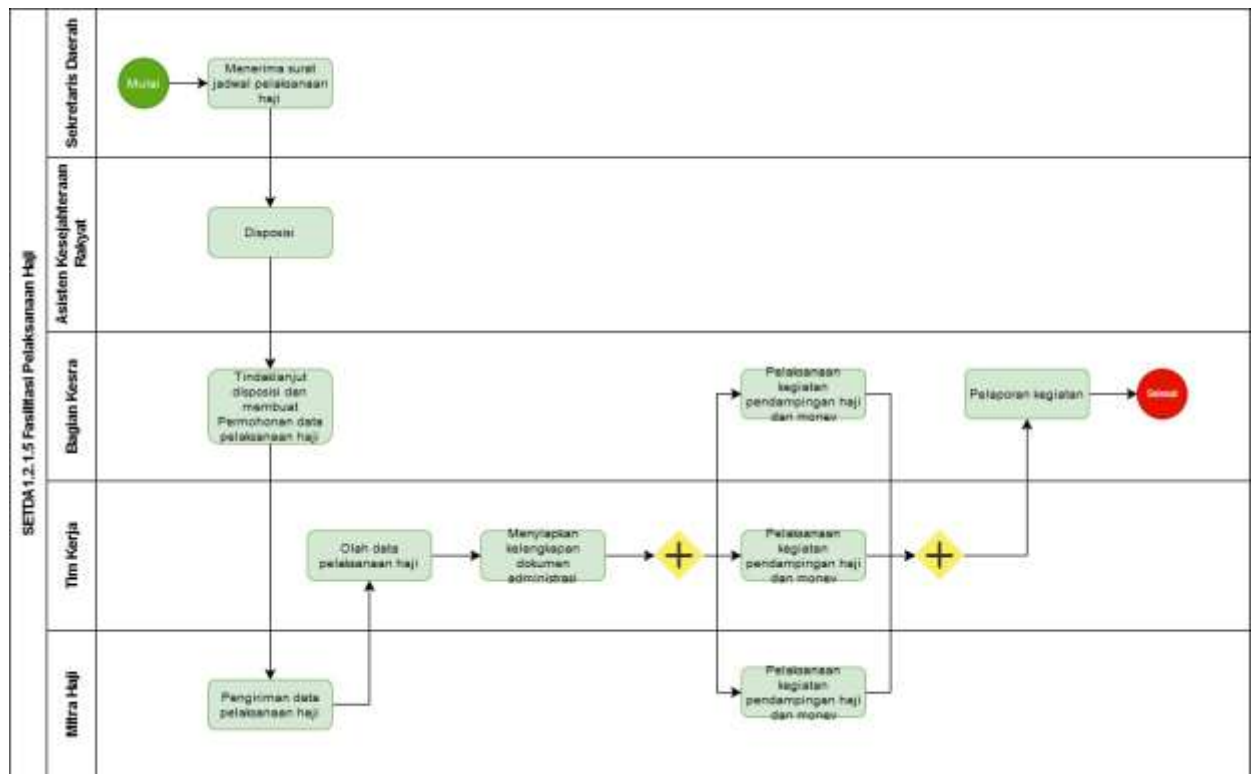 SETDA 1.2.1.5 Fasilitasi Pelaksanaan Haji
Sekretaris Daerah
Mulai
Menerima surat
jadwal pelaksanaan
haji
Asisten Kesejahteraan
Rakyat
Disposisi
Bagian Kesra
Tindaklanjut
disposisi dan
membuat
Permohonan data
pelaksanaan haji
Pelaksanaan
kegiatan
pendampingan haji
dan monev
Pelaporan kegiatan
Selesai
Tim Kerja
Olah data
pelaksanaan haji
Menyiapkan
kelengkapan
dokumen
administrasi
Pelaksanaan
kegiatan
pendampingan haji
dan monev
Mitra Haji
Pengiriman data
pelaksanaan haji
Pelaksanaan
kegiatan
pendampingan haji
dan monev